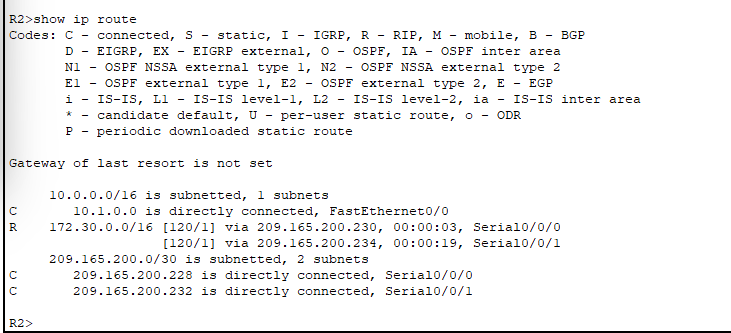 R2>show ip route
Codes: C - connected, S - static, I - IGRP, R - RIP, M - mobile, B - BGP
       D - EIGRP, EX - EIGRP external, O - OSPF, IA - OSPF inter area
       N1 - OSPF NSSA external type 1, N2 - OSPF NSSA external type 2
       E1 - OSPF external type 1, E2 - OSPF external type 2, E - EGP
       i - IS-IS, L1 - IS-IS level-1, L2 - IS-IS level-2, ia - IS-IS inter area
       * - candidate default, U - per-user static route, o - ODR
       P - periodic downloaded static route

Gateway of last resort is not set

     10.0.0.0/16 is subnetted, 1 subnets
C       10.1.0.0 is directly connected, FastEthernet0/0
R    172.30.0.0/16 [120/1] via 209.165.200.230, 00:00:03, Serial0/0/0
                   [120/1] via 209.165.200.234, 00:00:19, Serial0/0/1
     209.165.200.0/30 is subnetted, 2 subnets
C       209.165.200.228 is directly connected, Serial0/0/0
C       209.165.200.232 is directly connected, Serial0/0/1

R2>